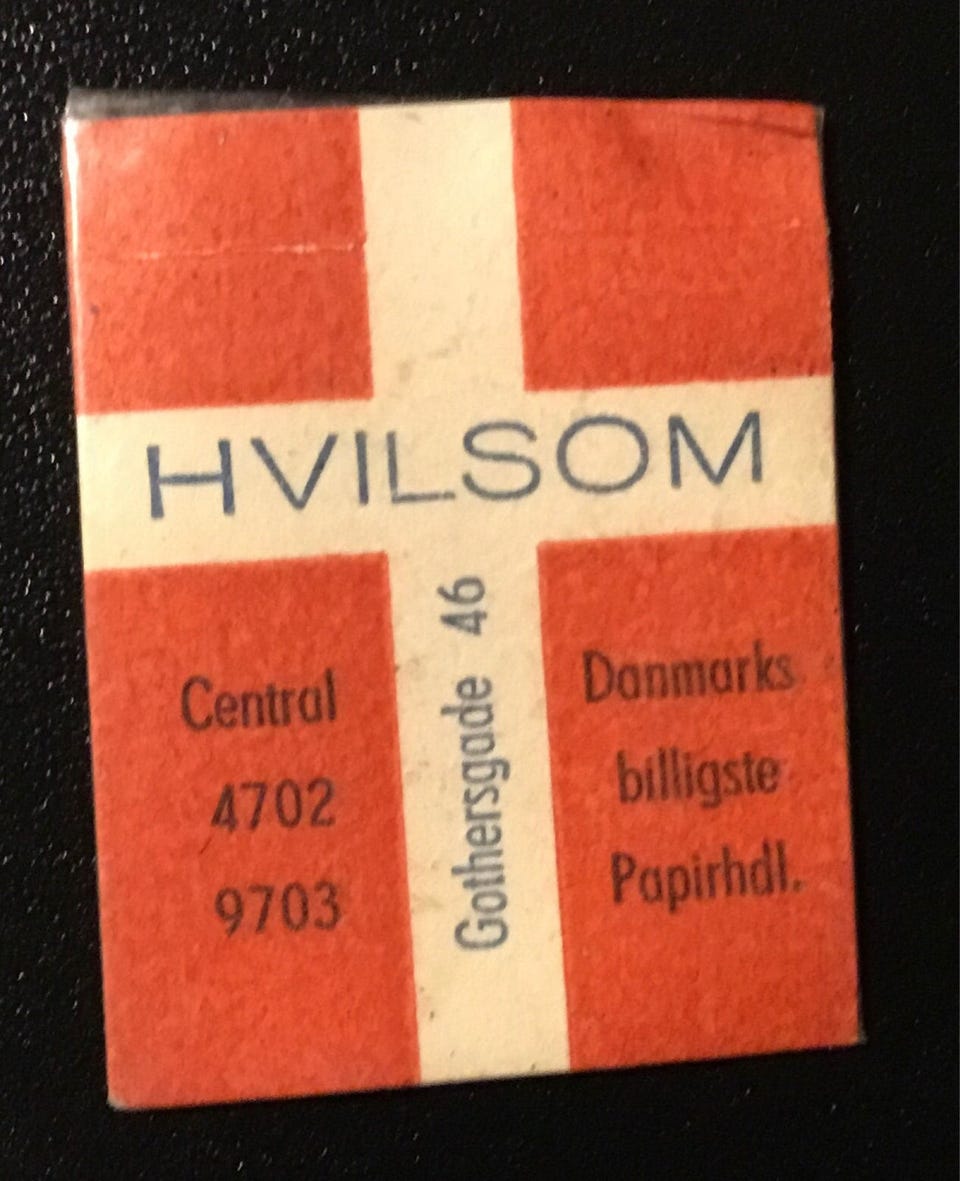 HVILSOM
Central
4702
9703
Gothersgade 46
Danmarks
billigste
Papirhdl.